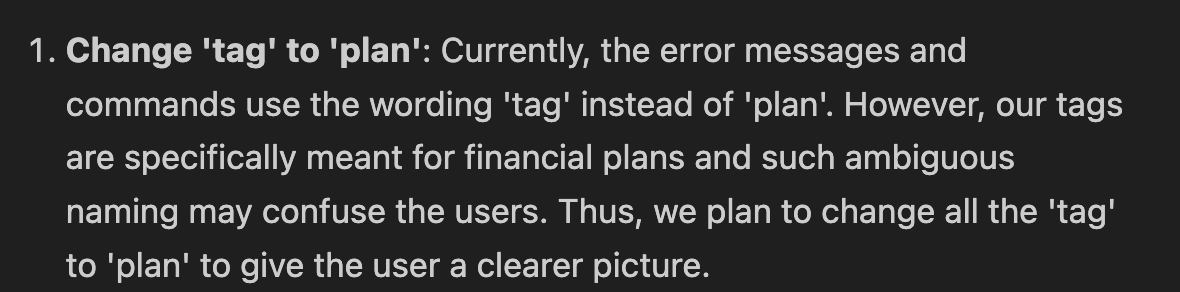 1. Change 'tag' to 'plan': Currently, the error messages and
commands use the wording 'tag' instead of 'plan'. However, our tags
are specifically meant for financial plans and such ambiguous
naming may confuse the users. Thus, we plan to change all the 'tag'
to 'plan' to give the user a clearer picture.